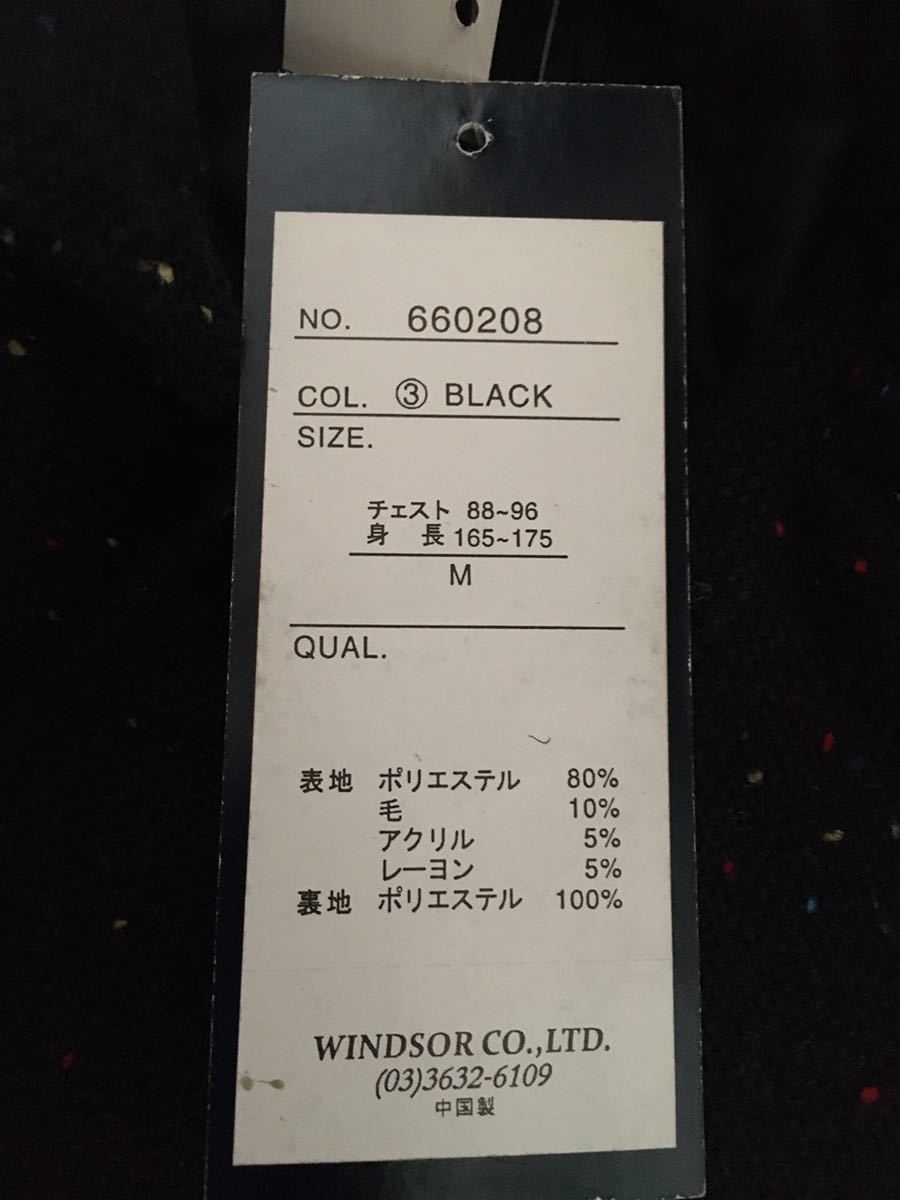 NO. 660208
COL. ③ BLACK
SIZE.
チェスト 88~96
身 長 165~175
M
QUAL.
表地 ポリエステル 80%
毛 10%
アクリル 5%
レーヨン 5%
裏地 ポリエステル 100%
WINDSOR CO.,LTD.
(03)3632-6109
中国製